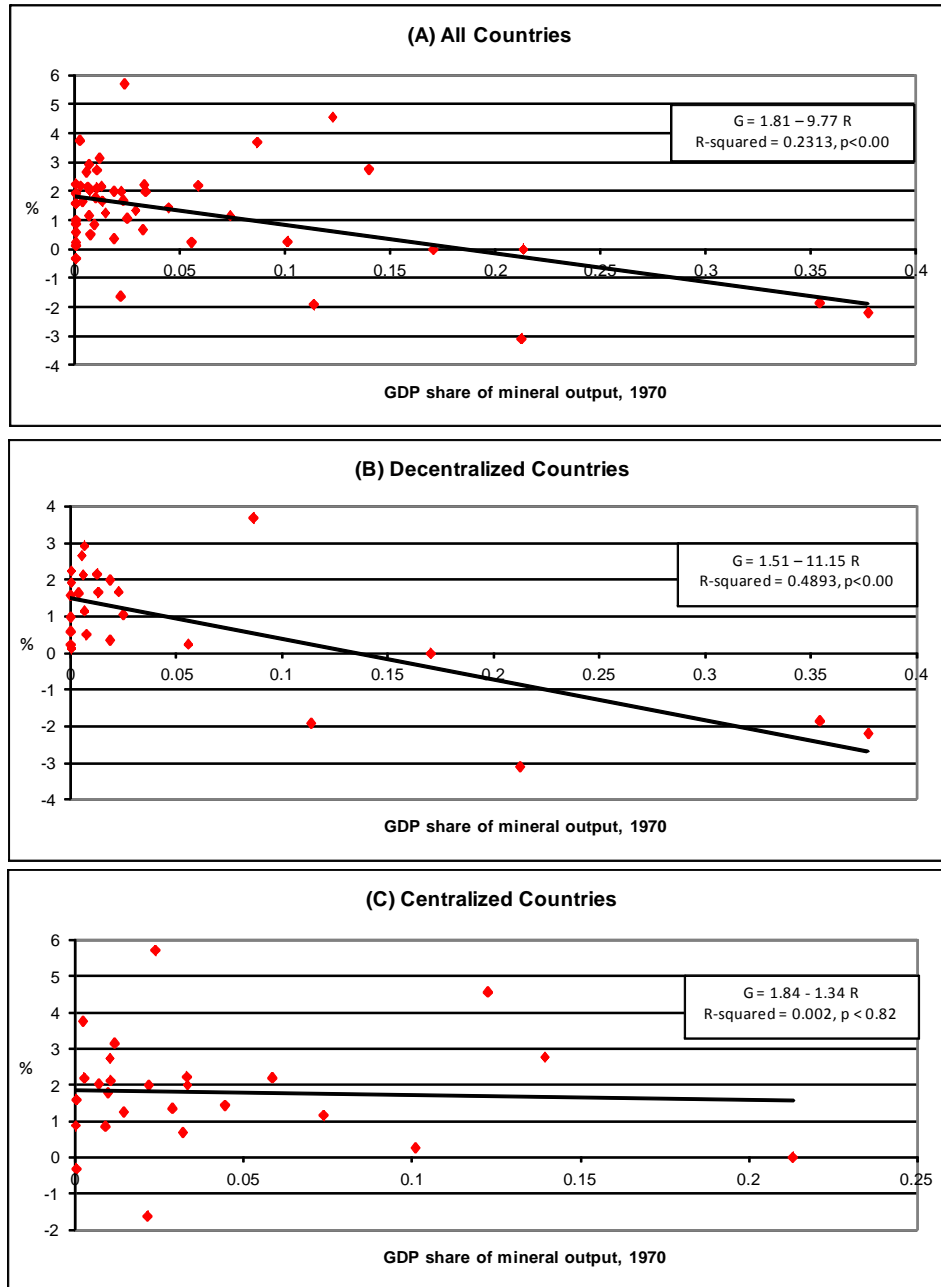 (A) All Countries
6
5
4
3
2
1
0
-1
-2
-3
-4
%
G = 1.81 – 9.77 R
R-squared = 0.2313, p<0.00
0 0.05 0.1 0.15 0.2 0.25 0.3 0.35 0.4
GDP share of mineral output, 1970
(B) Decentralized Countries
4
3
2
1
0
-1
-2
-3
-4
%
G = 1.51 – 11.15 R
R-squared = 0.4893, p<0.00
0 0.05 0.1 0.15 0.2 0.25 0.3 0.35 0.4
GDP share of mineral output, 1970
(C) Centralized Countries
6
5
4
3
2
1
0
-1
-2
%
G = 1.84 - 1.34 R
R-squared = 0.002, p < 0.82
0 0.05 0.1 0.15 0.2 0.25
GDP share of mineral output, 1970